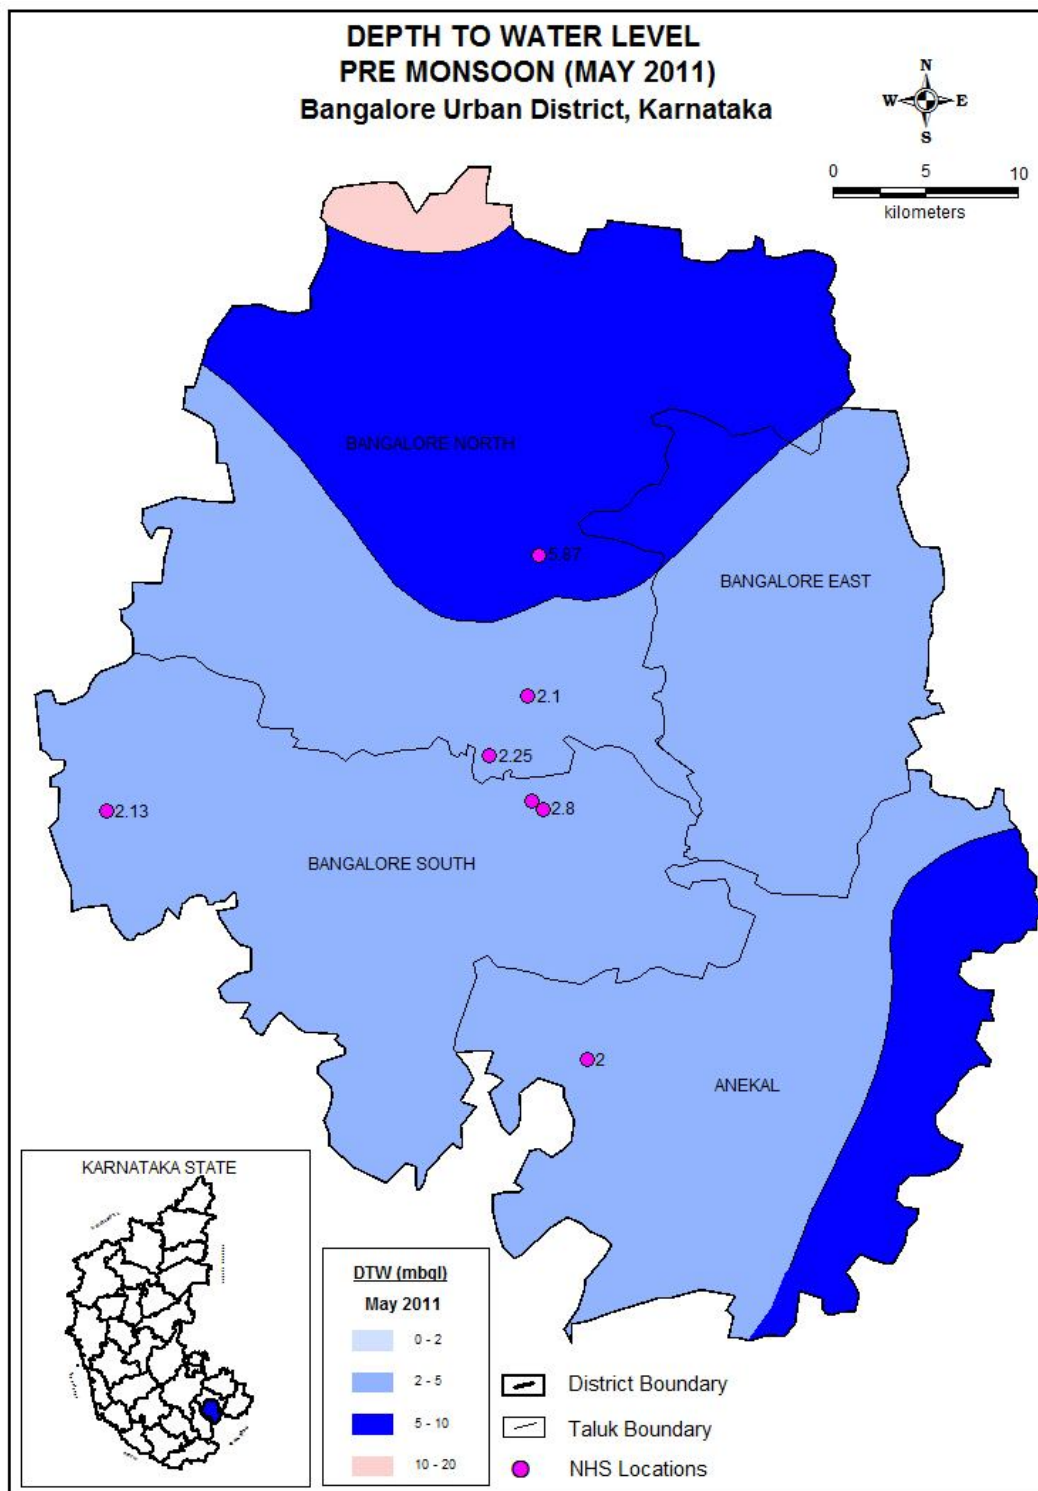 DEPTH TO WATER LEVEL
PRE MONSOON (MAY 2011)
Bangalore Urban District, Karnataka
N
W E
S
0 5 10
kilometers
BANGALORE NORTH
5.87
BANGALORE EAST
2.1
2.25
2.13
2.8
BANGALORE SOUTH
2
ANEKAL
KARNATAKA STATE
DTW (mbgl)
May 2011
0 - 2
2 - 5
5 - 10
10 - 20
District Boundary
Taluk Boundary
NHS Locations